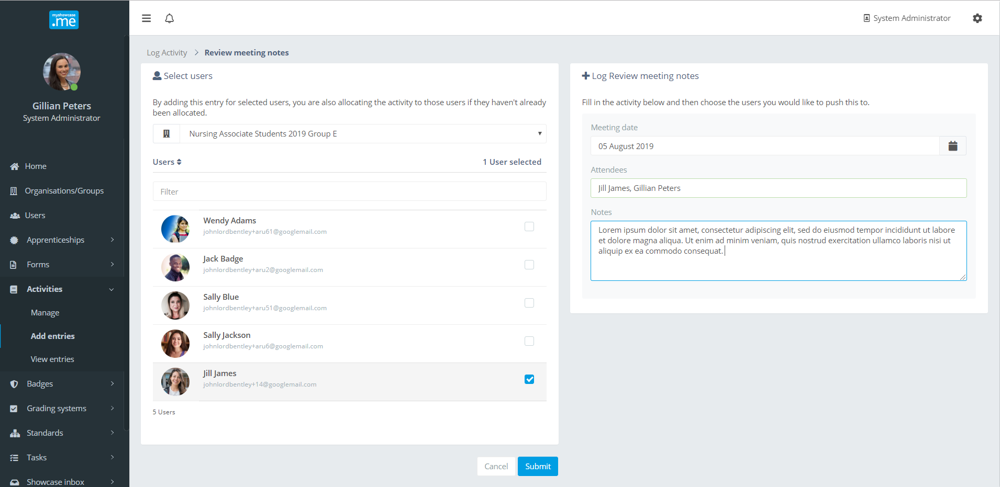 myshowcase
.me
System Administrator
Gillian Peters
System Administrator
Home
Organisations/Groups
Users
Apprenticeships
Forms
Activities
Manage
Add entries
View entries
Badges
Grading systems
Standards
Tasks
Showcase inbox
Log Activity > Review meeting notes
Select users
By adding this entry for selected users, you are also allocating the activity to those users if they haven't already
been allocated.
Nursing Associate Students 2019 Group E
Users 1 User selected
Filter
Wendy Adams
johnlordbentley+aru61@googlemail.com
Jack Badge
johnlordbentley+aru2@googlemail.com
Sally Blue
johnlordbentley+aru51@googlemail.com
Sally Jackson
johnlordbentley+aru6@googlemail.com
Jill James
johnlordbentley+14@googlemail.com
5 Users
Cancel Submit
Log Review meeting notes
Fill in the activity below and then choose the users you would like to push this to.
Meeting date
05 August 2019
Attendees
Jill James, Gillian Peters
Notes
Lorem ipsum dolor sit amet, consectetur adipiscing elit, sed do eiusmod tempor incididunt ut labore
et dolore magna aliqua. Ut enim ad minim veniam, quis nostrud exercitation ullamco laboris nisi ut
aliquip ex ea commodo consequat.